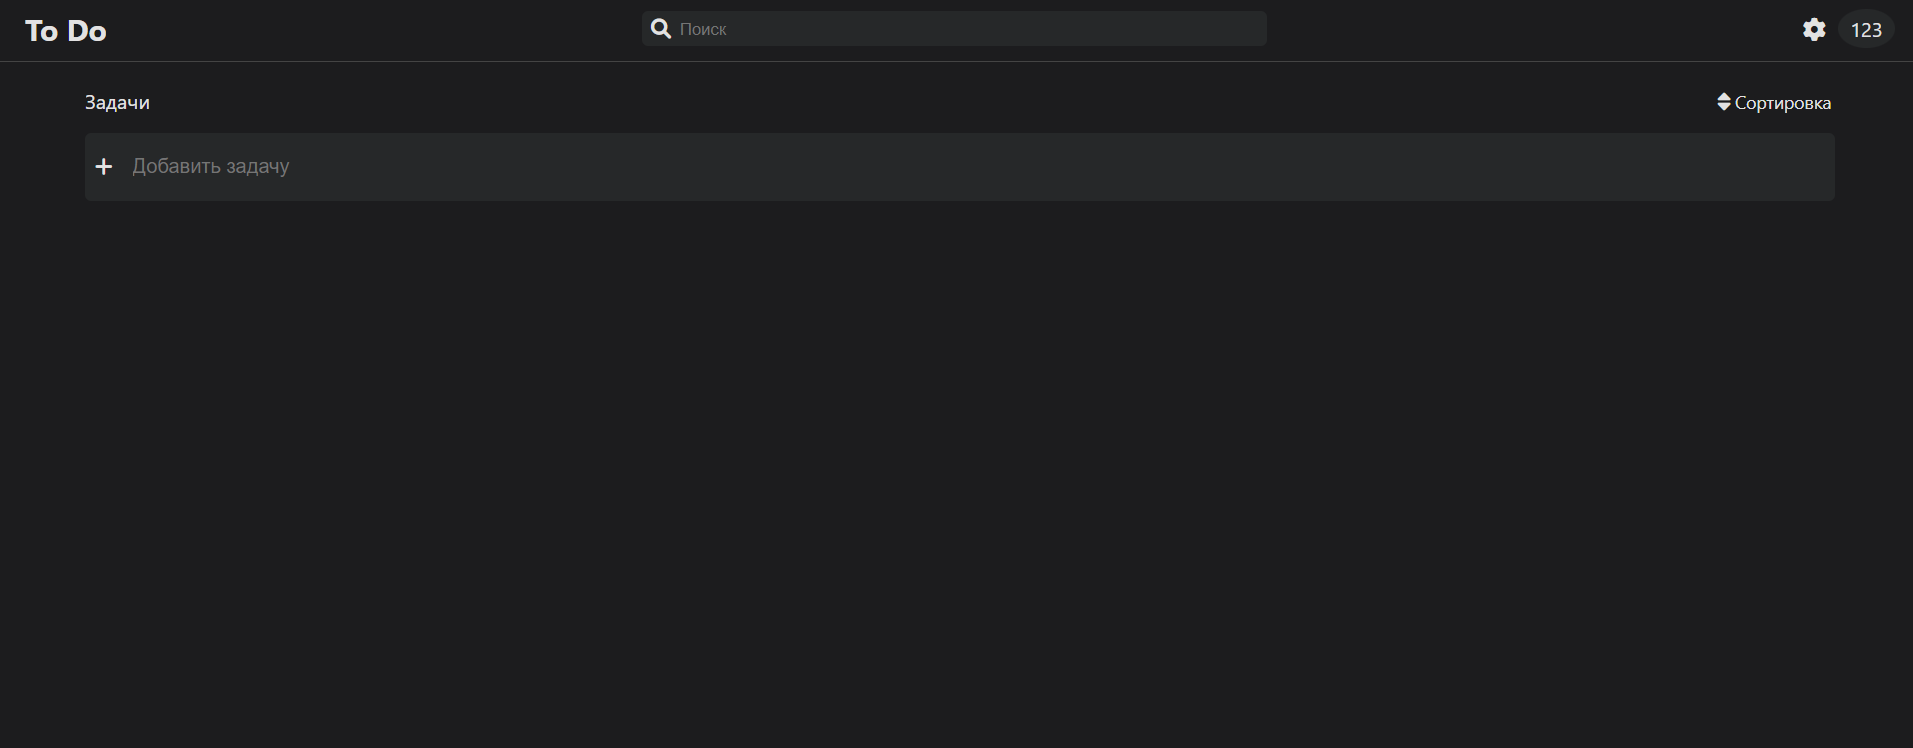 To Do
Поиск
123
Задачи
Сортировка
Добавить задачу